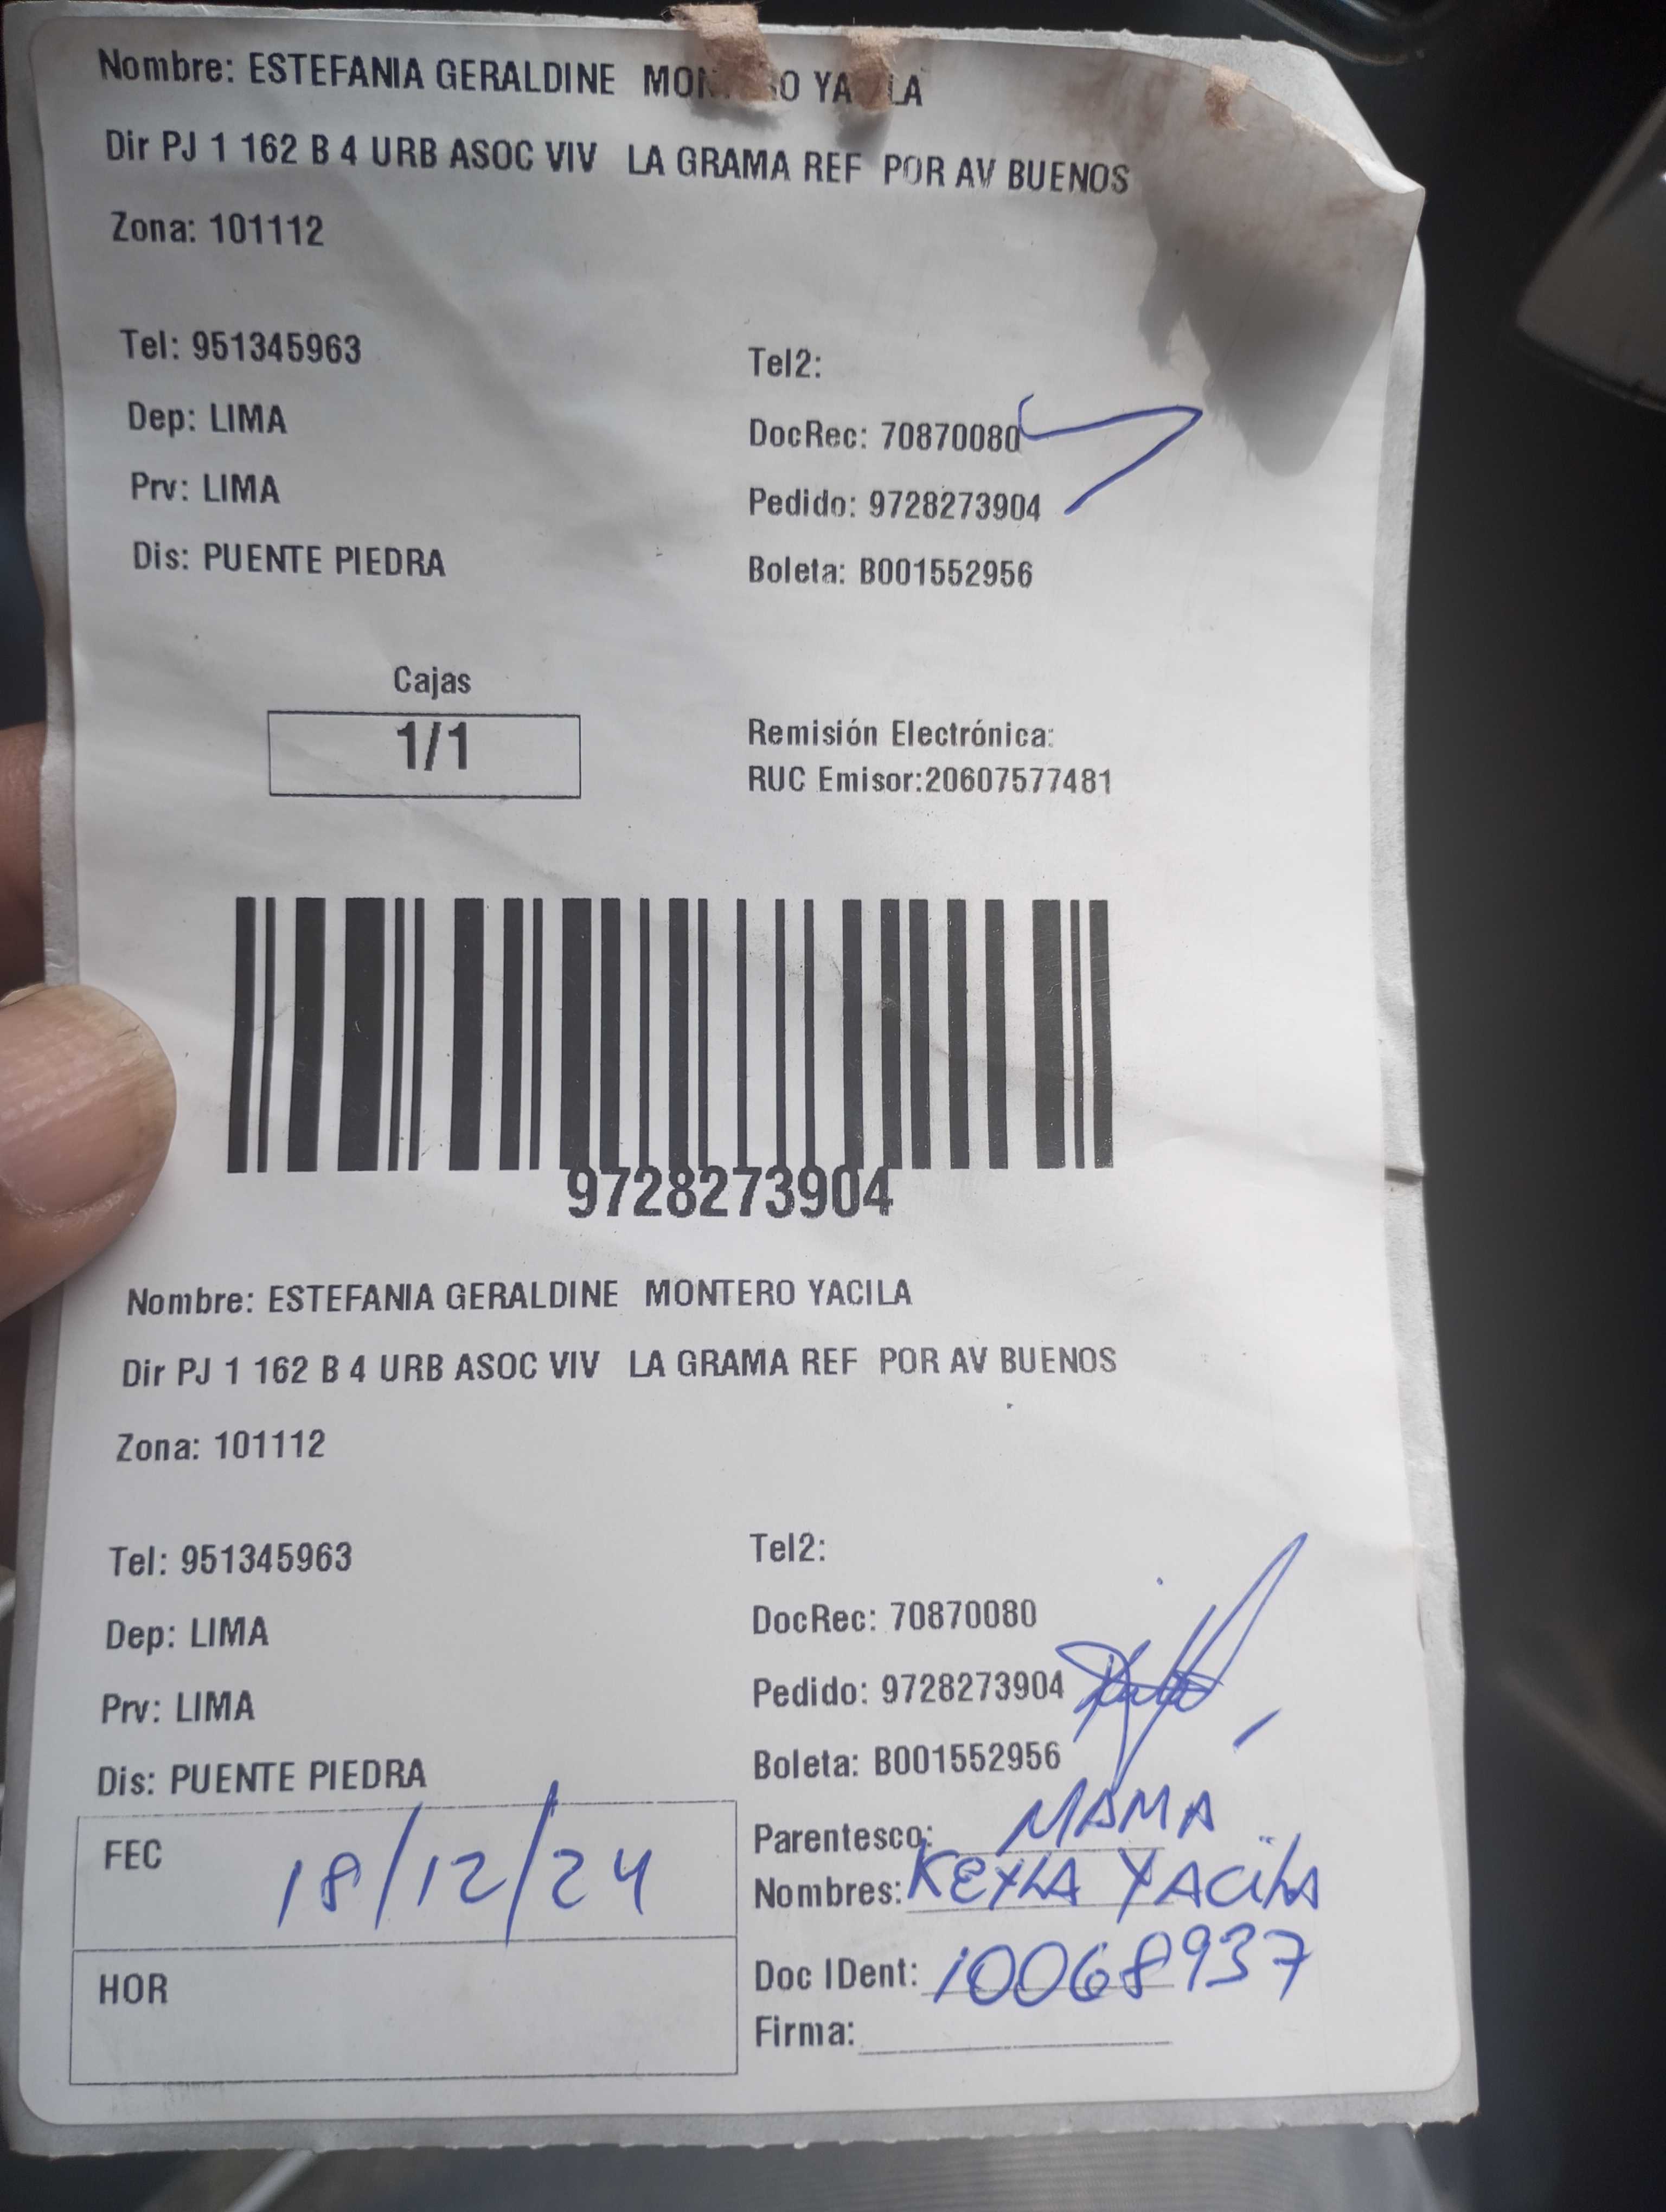 Nombre: ESTEFANIA GERALDINE
Dir PJ 1 162 B 4 URB ASOC VIV LA GRAMA REF POR AV BUENOS
Zona: 101112
Tel: 951345963
Tel2:
Dep: LIMA
DocRec: 70870080
Prv: LIMA
Pedido: 9728273904
Dis: PUENTE PIEDRA
Boleta: B001552956
Cajas
1/1
Remisión Electrónica:
RUC Emisor:20607577481
9728273904
Nombre: ESTEFANIA GERALDINE MONTERO YACILA
Dir PJ 1 162 B 4 URB ASOC VIV LA GRAMA REF POR AV BUENOS
Zona: 101112
Tel: 951345963
Tel2:
Dep: LIMA
DocRec: 70870080
Prv: LIMA
Pedido: 9728273904
Dis: PUENTE PIEDRA
Boleta: B001552956
FEC 18/12/24
HOR
Parentesco: MAMA
Nombres: KEYLA YACILA
Doc IDent: 10068937
Firma: